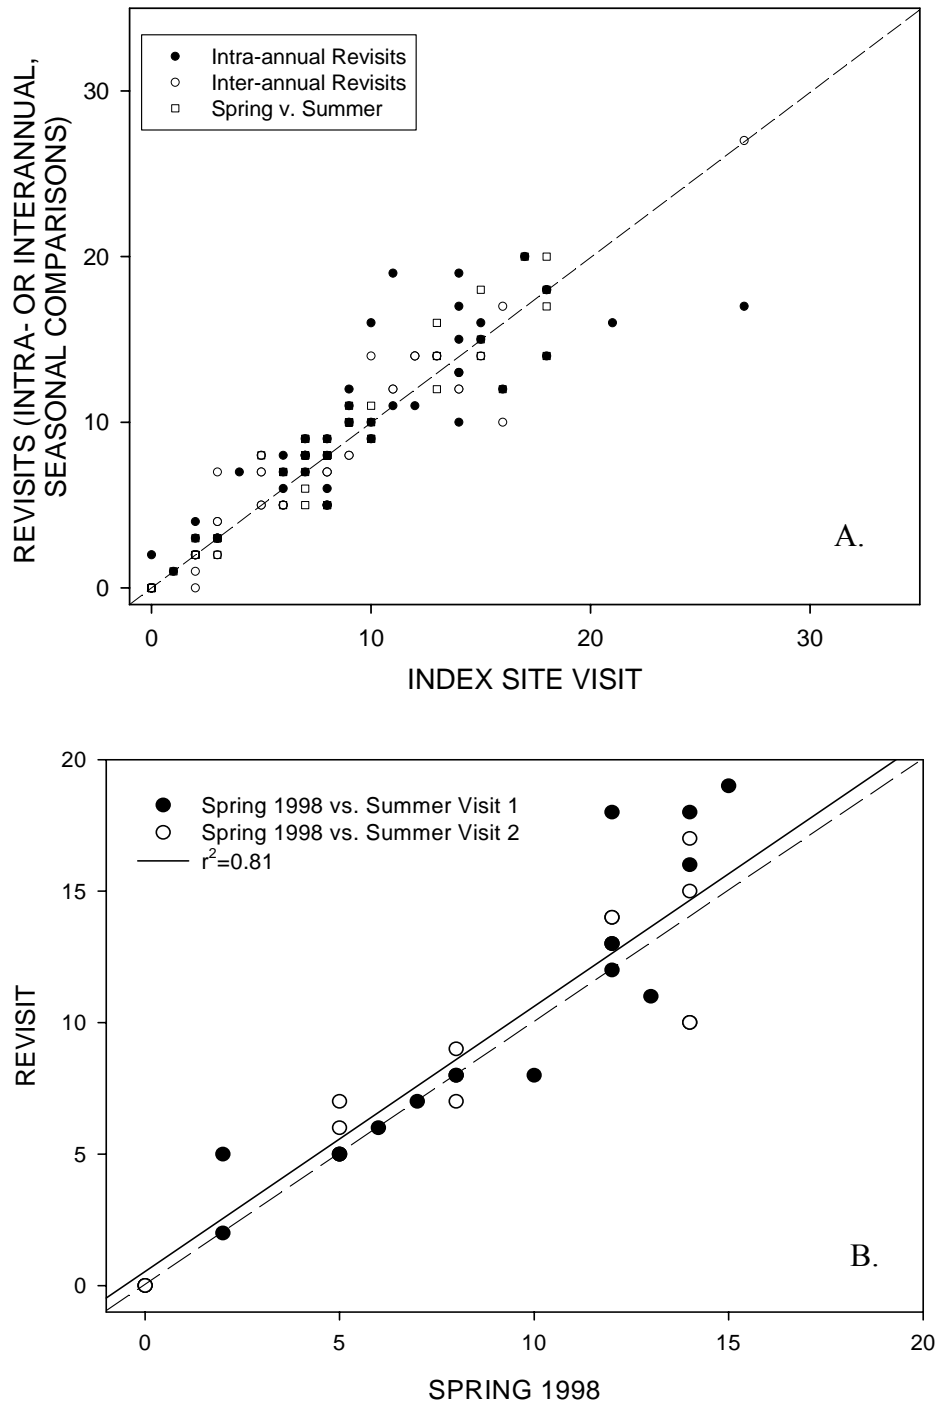 REVISITS (INTRA- OR INTERANNUAL,
SEASONAL COMPARISONS)
Intra-annual Revisits
Inter-annual Revisits
Spring v. Summer
30
20
10
0
A.
0 10 20 30
INDEX SITE VISIT
REVISIT
20
Spring 1998 vs. Summer Visit 1
Spring 1998 vs. Summer Visit 2
r²=0.81
15
10
5
B.
0
0 5 10 15 20
SPRING 1998